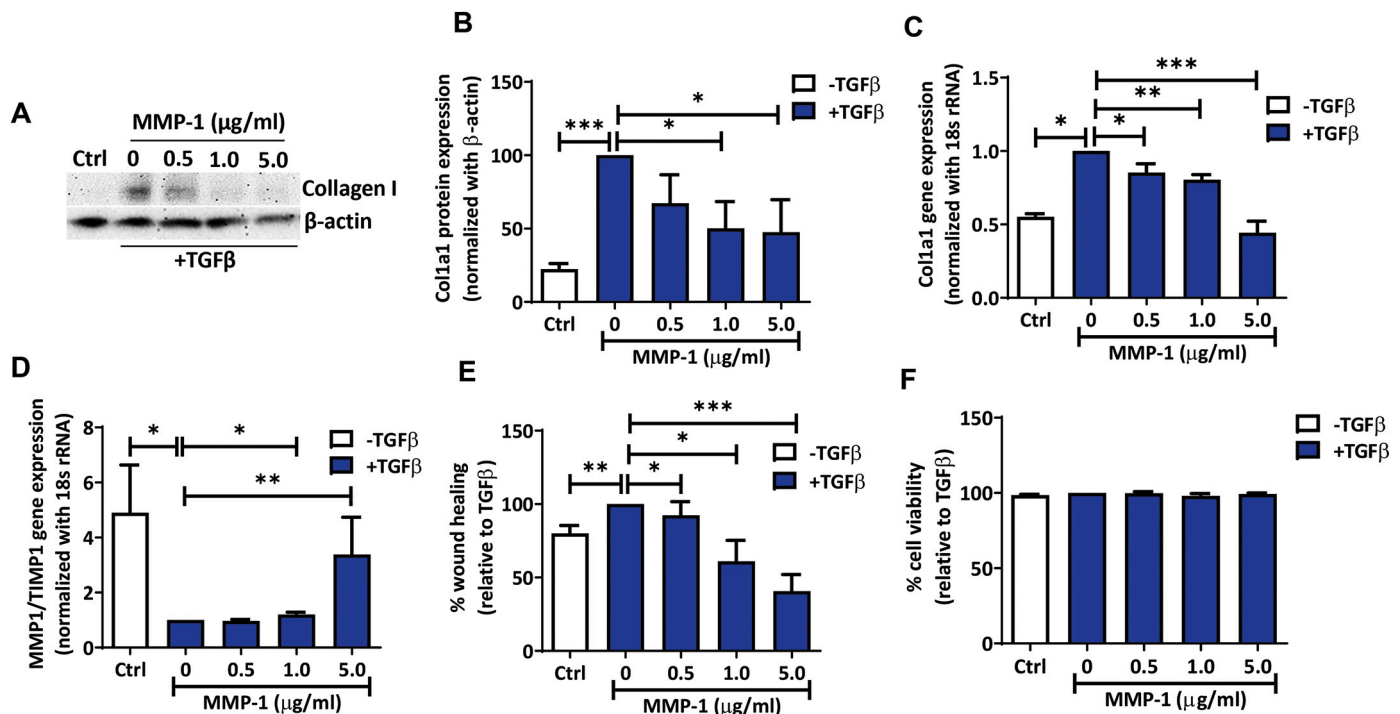 A
MMP-1 (μg/ml)
Ctrl 0 0.5 1.0 5.0
Collagen I
β-actin
+TGFβ
B
Col1a1 protein expression
(normalized with β-actin)
150
100
50
0
***
*
*
-TGFβ
+TGFβ
Ctrl 0 0.5 1.0 5.0
MMP-1 (μg/ml)
C
Col1a1 gene expression
(normalized with 18s rRNA)
1.5
1.0
0.5
0.0
***
**
* *
-TGFβ
+TGFβ
Ctrl 0 0.5 1.0 5.0
MMP-1 (μg/ml)
D
MMP1/TIMP1 gene expression
(normalized with 18s rRNA)
8
6
4
2
0
* *
**
-TGFβ
+TGFβ
Ctrl 0 0.5 1.0 5.0
MMP-1 (μg/ml)
E
% wound healing
(relative to TGFβ)
150
100
50
0
***
*
** *
-TGFβ
+TGFβ
Ctrl 0 0.5 1.0 5.0
MMP-1 (μg/ml)
F
% cell viability
(relative to TGFβ)
150
100
50
0
-TGFβ
+TGFβ
Ctrl 0 0.5 1.0 5.0
MMP-1 (μg/ml)